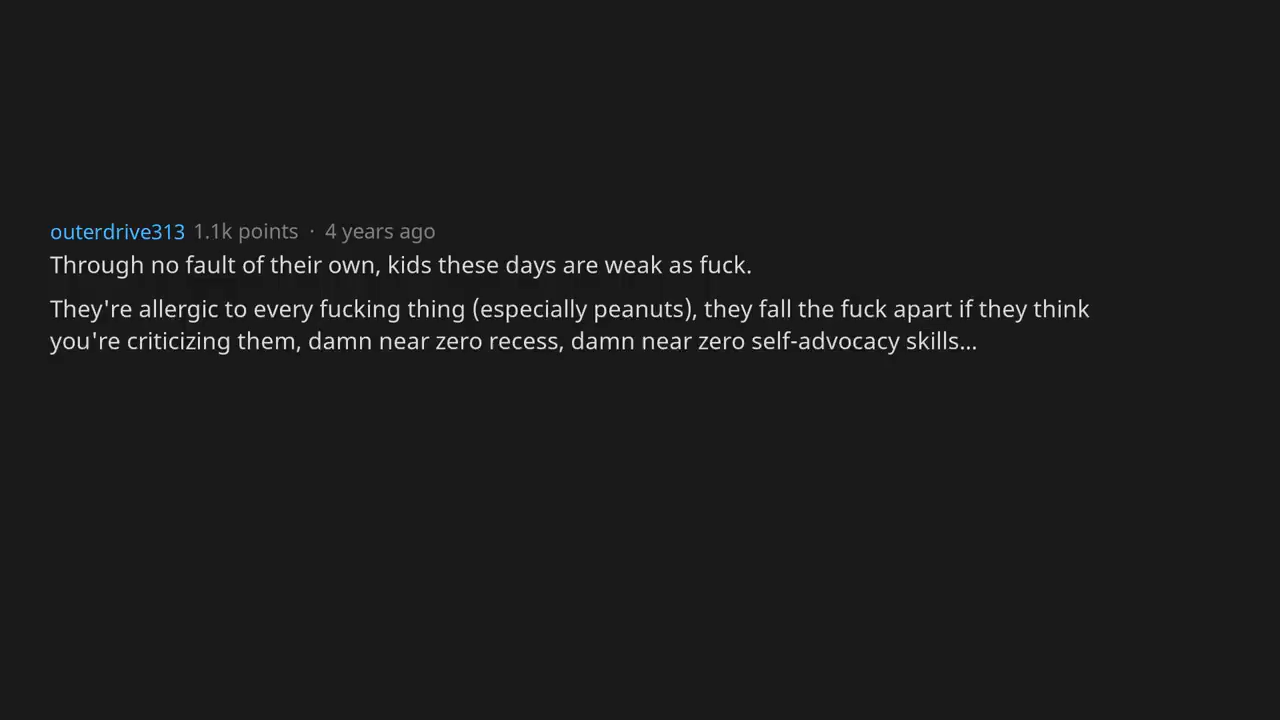 outerdrive313 1.1k points · 4 years ago
Through no fault of their own, kids these days are weak as fuck.
They're allergic to every fucking thing (especially peanuts), they fall the fuck apart if they think
you're criticizing them, damn near zero recess, damn near zero self-advocacy skills...